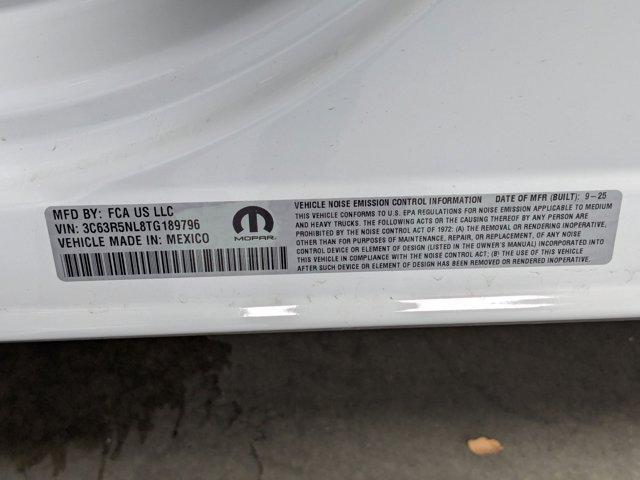 MFD BY: FCA US LLC
VIN: 3C63R5NL8TG189796
VEHICLE MADE IN: MEXICO
MOPAR
VEHICLE NOISE EMISSION CONTROL INFORMATION DATE OF MFR (BUILT): 9-25
THIS VEHICLE CONFORMS TO U.S. EPA REGULATIONS FOR NOISE EMISSION APPLICABLE TO MEDIUM
AND HEAVY TRUCKS. THE FOLLOWING ACTS OR THE CAUSING THEREOF BY ANY PERSON ARE
PROHIBITED BY THE NOISE CONTROL ACT OF 1972: (A) THE REMOVAL OR RENDERING INOPERATIVE,
OTHER THAN FOR PURPOSES OF MAINTENANCE, REPAIR, OR REPLACEMENT, OF ANY NOISE
CONTROL DEVICE OR ELEMENT OF DESIGN (LISTED IN THE OWNER'S MANUAL) INCORPORATED INTO
THIS VEHICLE IN COMPLIANCE WITH THE NOISE CONTROL ACT; (B) THE USE OF THIS VEHICLE
AFTER SUCH DEVICE OR ELEMENT OF DESIGN HAS BEEN REMOVED OR RENDERED INOPERATIVE.